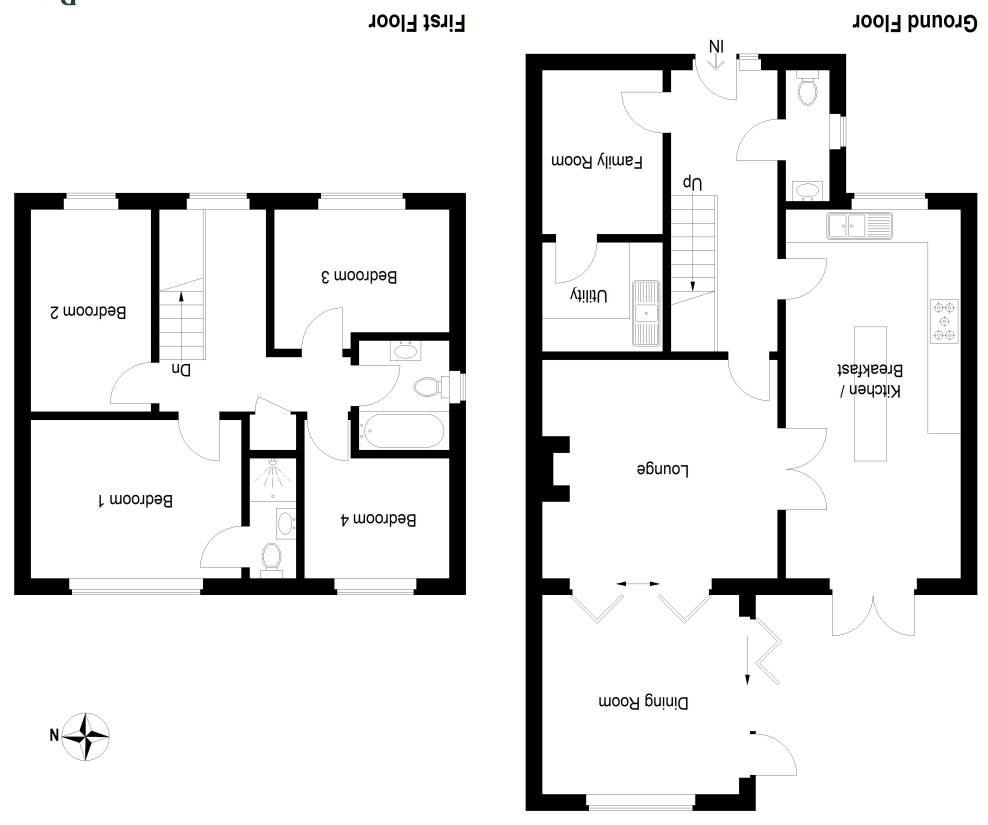 Dining Room
Lounge
Kitchen /
Breakfast
Utility
Up
Family Room
IN
Ground Floor
N
Bedroom 4
Bedroom 1
Dn
Bedroom 2
Bedroom 3
First Floor